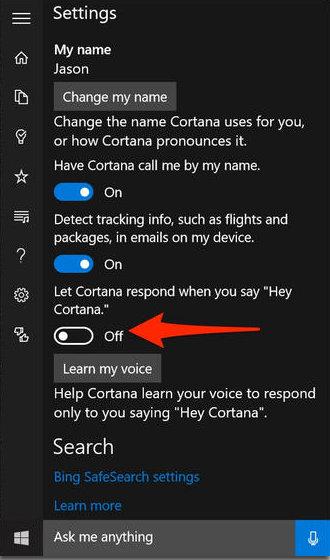 Settings
My name
Jason
Change my name
Change the name Cortana uses for you,
or how Cortana pronounces it.
Have Cortana call me by my name.
On
Detect tracking info, such as flights and
packages, in emails on my device.
On
Let Cortana respond when you say "Hey
Cortana."
Off
Learn my voice
Help Cortana learn your voice to respond
only to you saying "Hey Cortana".
Search
Bing SafeSearch settings
Learn more
Ask me anything